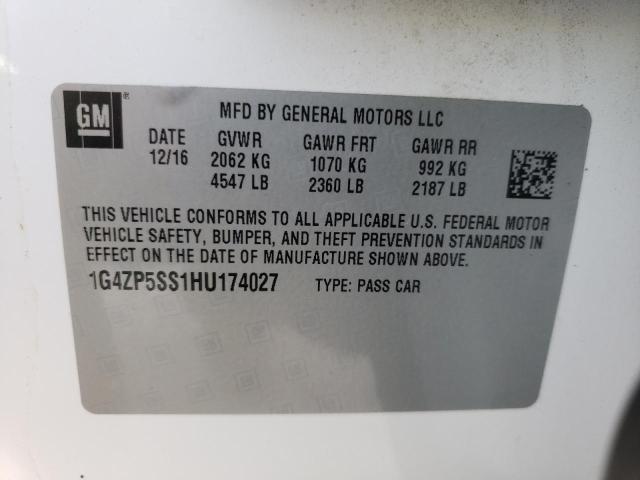 GM ®
MFD BY GENERAL MOTORS LLC
DATE GVWR GAWR FRT GAWR RR
12/16 2062 KG 1070 KG 992 KG
4547 LB 2360 LB 2187 LB
THIS VEHICLE CONFORMS TO ALL APPLICABLE U.S. FEDERAL MOTOR
VEHICLE SAFETY, BUMPER, AND THEFT PREVENTION STANDARDS IN
EFFECT ON THE DATE OF MANUFACTURE SHOWN ABOVE.
1G4ZP5SS1HU174027 TYPE: PASS CAR